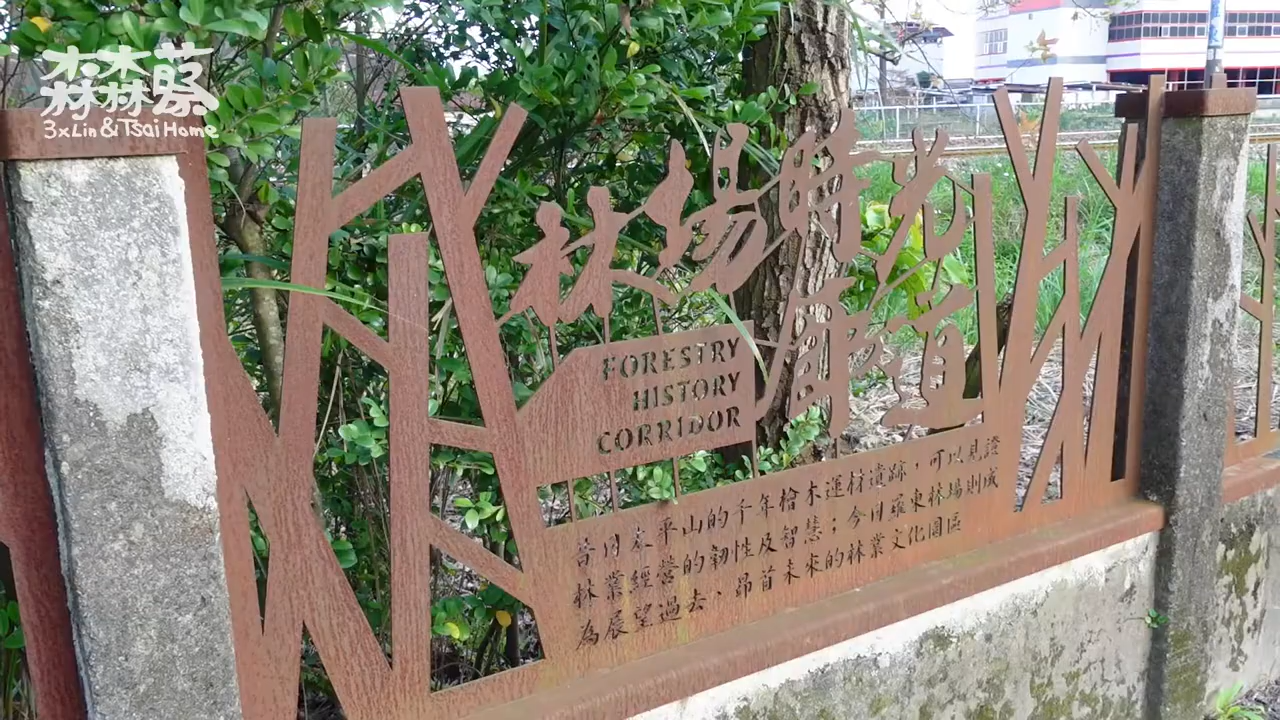 森森蔡
3xLin&TsaiHome
林場時光
廊道
FORESTRY
HISTORY
CORRIDOR
昔日太平山的千年檜木運材遺跡，可以見證
林業經營的韌性及智慧；今日羅東林場則成
為展望過去、昂首未來的林業文化園區